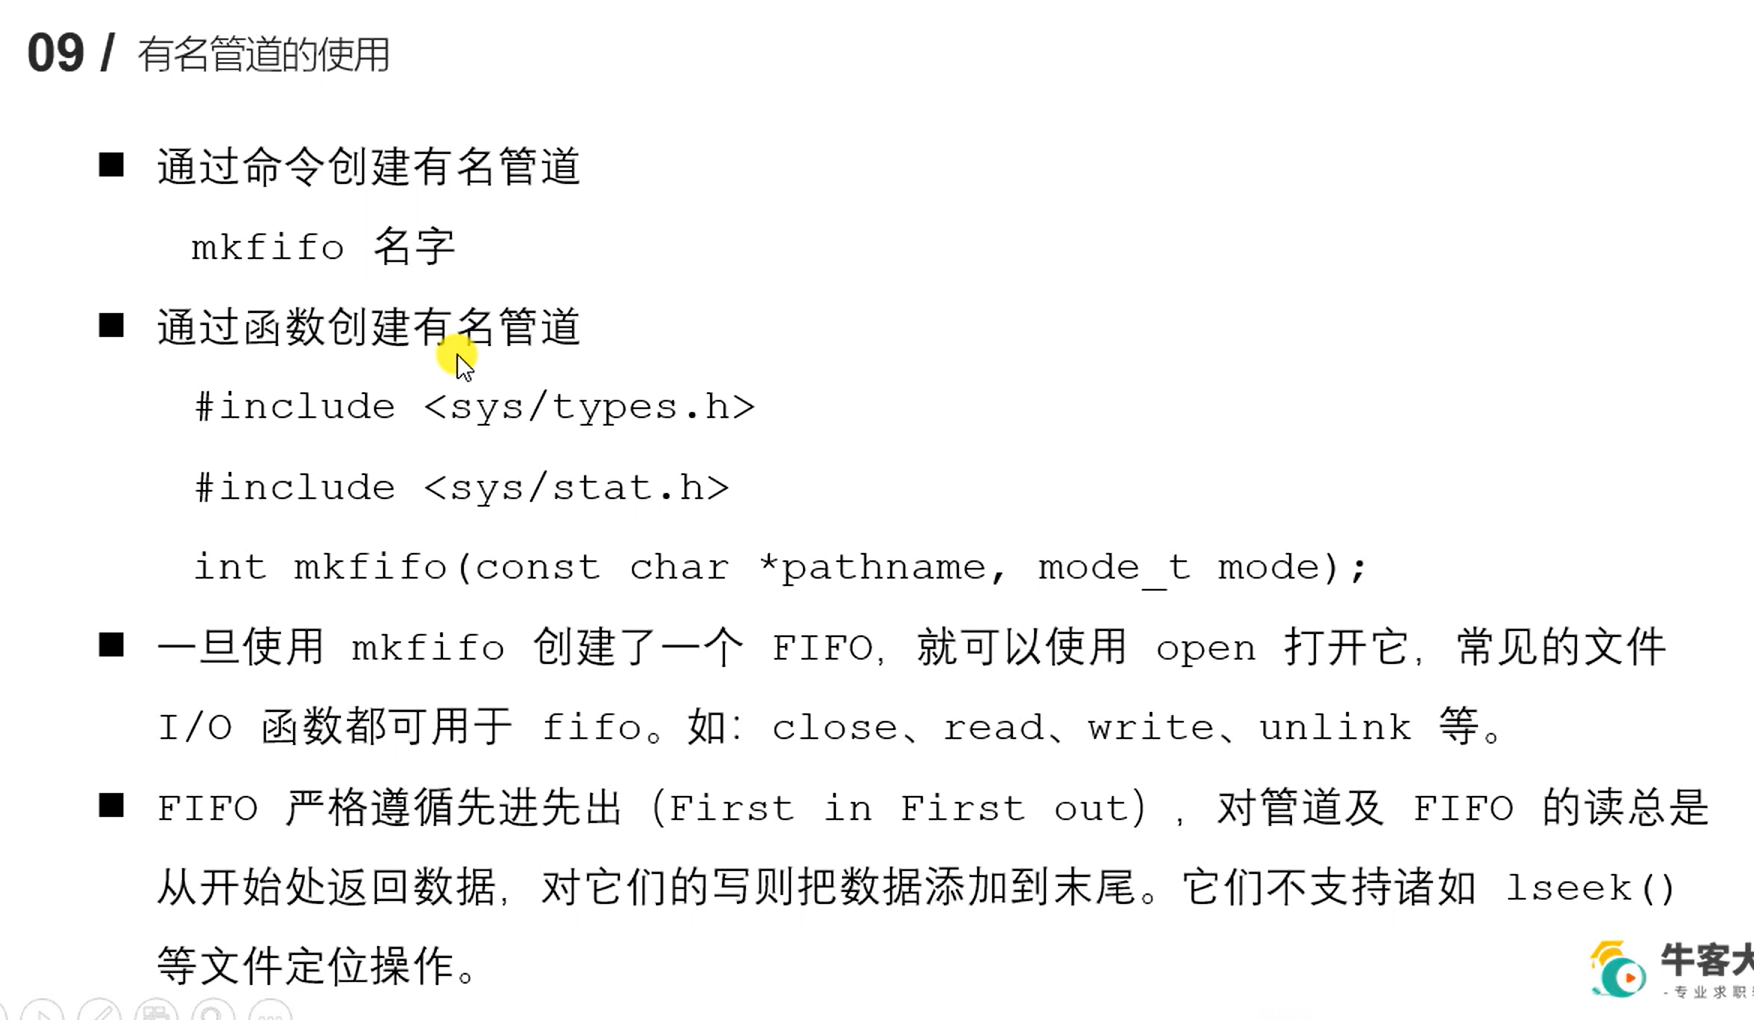 09 / 有名管道的使用
通过命令创建有名管道
mkfifo 名字
通过函数创建有名管道
#include <sys/types.h>
#include <sys/stat.h>
int mkfifo(const char *pathname, mode_t mode);
一旦使用 mkfifo 创建了一个 FIFO，就可以使用 open 打开它，常见的文件
I/O 函数都可用于 fifo。如：close、read、write、unlink 等。
FIFO 严格遵循先进先出（First in First out），对管道及 FIFO 的读总是
从开始处返回数据，对它们的写则把数据添加到末尾。它们不支持诸如 lseek()
等文件定位操作。
牛客大
-专业求职